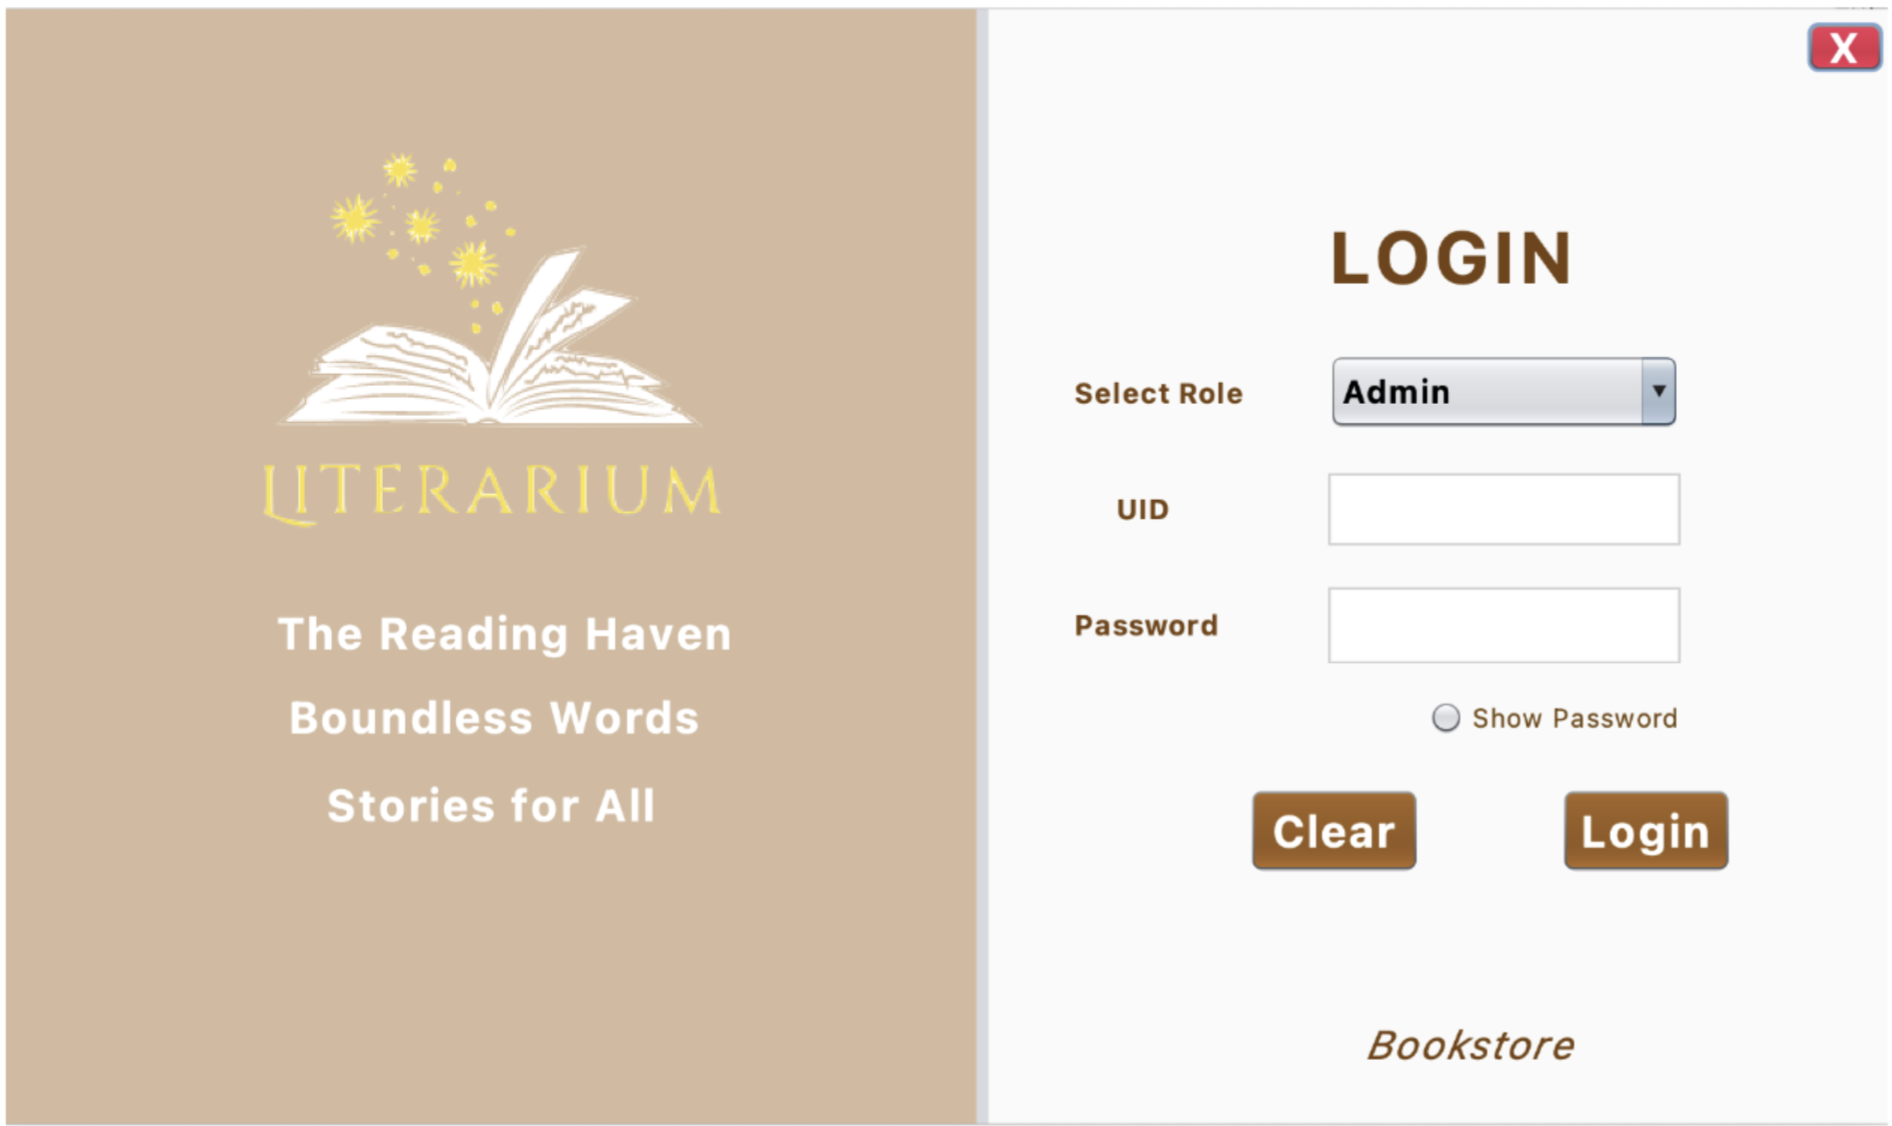 LITERARIUM
The Reading Haven
Boundless Words
Stories for All
X
LOGIN
Select Role Admin
UID
Password
Show Password
Clear Login
Bookstore